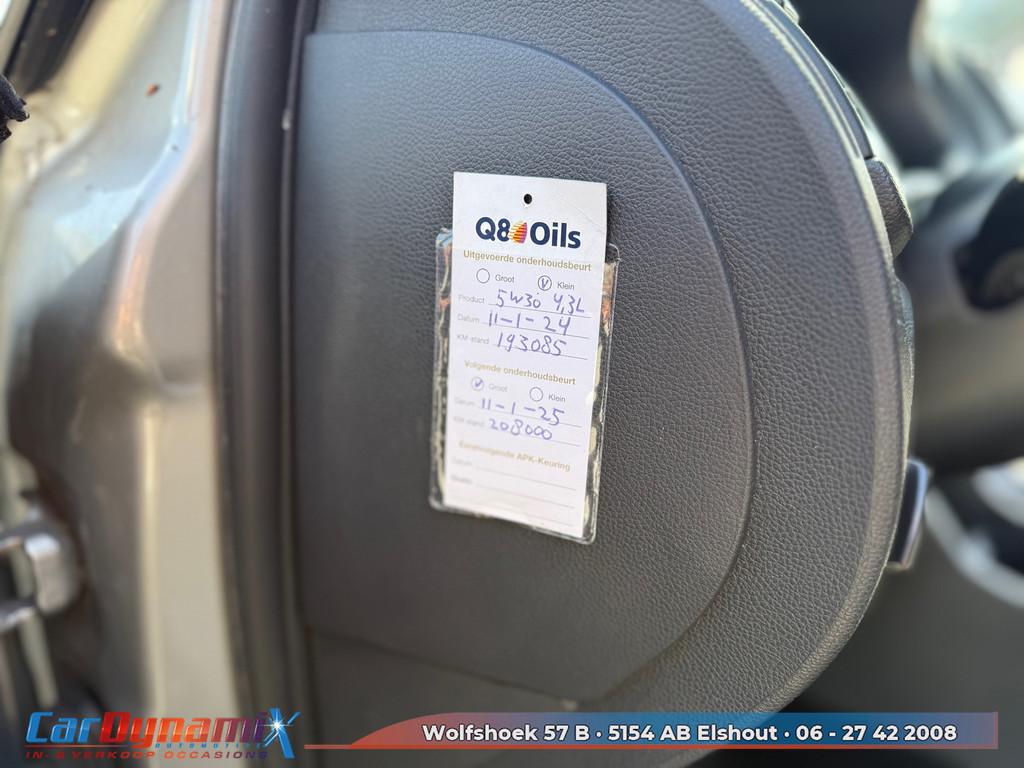 Q8 Oils
Uitgevoerde onderhoudsbeurt
Groot V Klein
Product 5w30 4,3L
Datum 11-1-24
KM-stand 193085
Volgende onderhoudsbeurt
V Groot Klein
Datum 11-1-25
KM-stand 208000
Eerstvolgende APK-Keuring
Datum
CarDynamiX
AUTOMOTIVE
IN- & VERKOOP OCCASIONS
Wolfshoek 57 B • 5154 AB Elshout • 06 - 27 42 2008